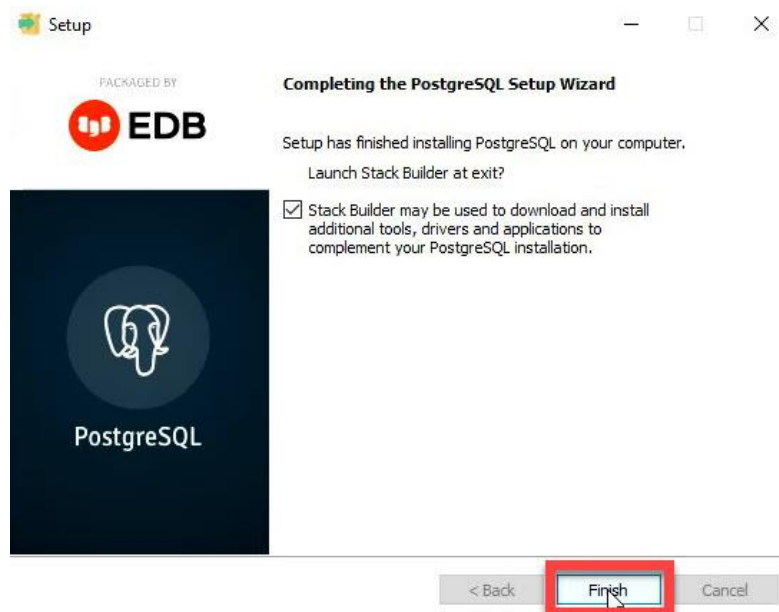 Setup
PACKAGED BY
EDB
PostgreSQL
Completing the PostgreSQL Setup Wizard
Setup has finished installing PostgreSQL on your computer.
Launch Stack Builder at exit?
Stack Builder may be used to download and install
additional tools, drivers and applications to
complement your PostgreSQL installation.
< Back
Finish
Cancel